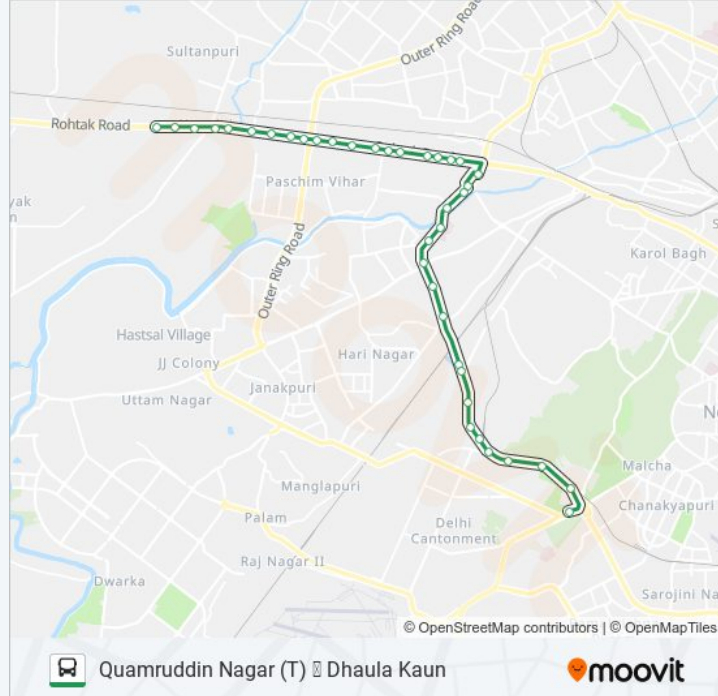 Outer Ring Road
Sultanpuri
Rohtak Road
Paschim Vihar
yak
Karol Bagh
Outer Ring Road
Hastsal Village
Hari Nagar
JJ Colony
Janakpuri
Uttam Nagar
Malcha
Manglapuri
Chanakyapuri
Palam
Delhi
Cantonment
Raj Nagar II
Dwarka
Sarojini Na
© OpenStreetMap contributors | © OpenMapTiles
Quamruddin Nagar (T) Dhaula Kaun
moovit